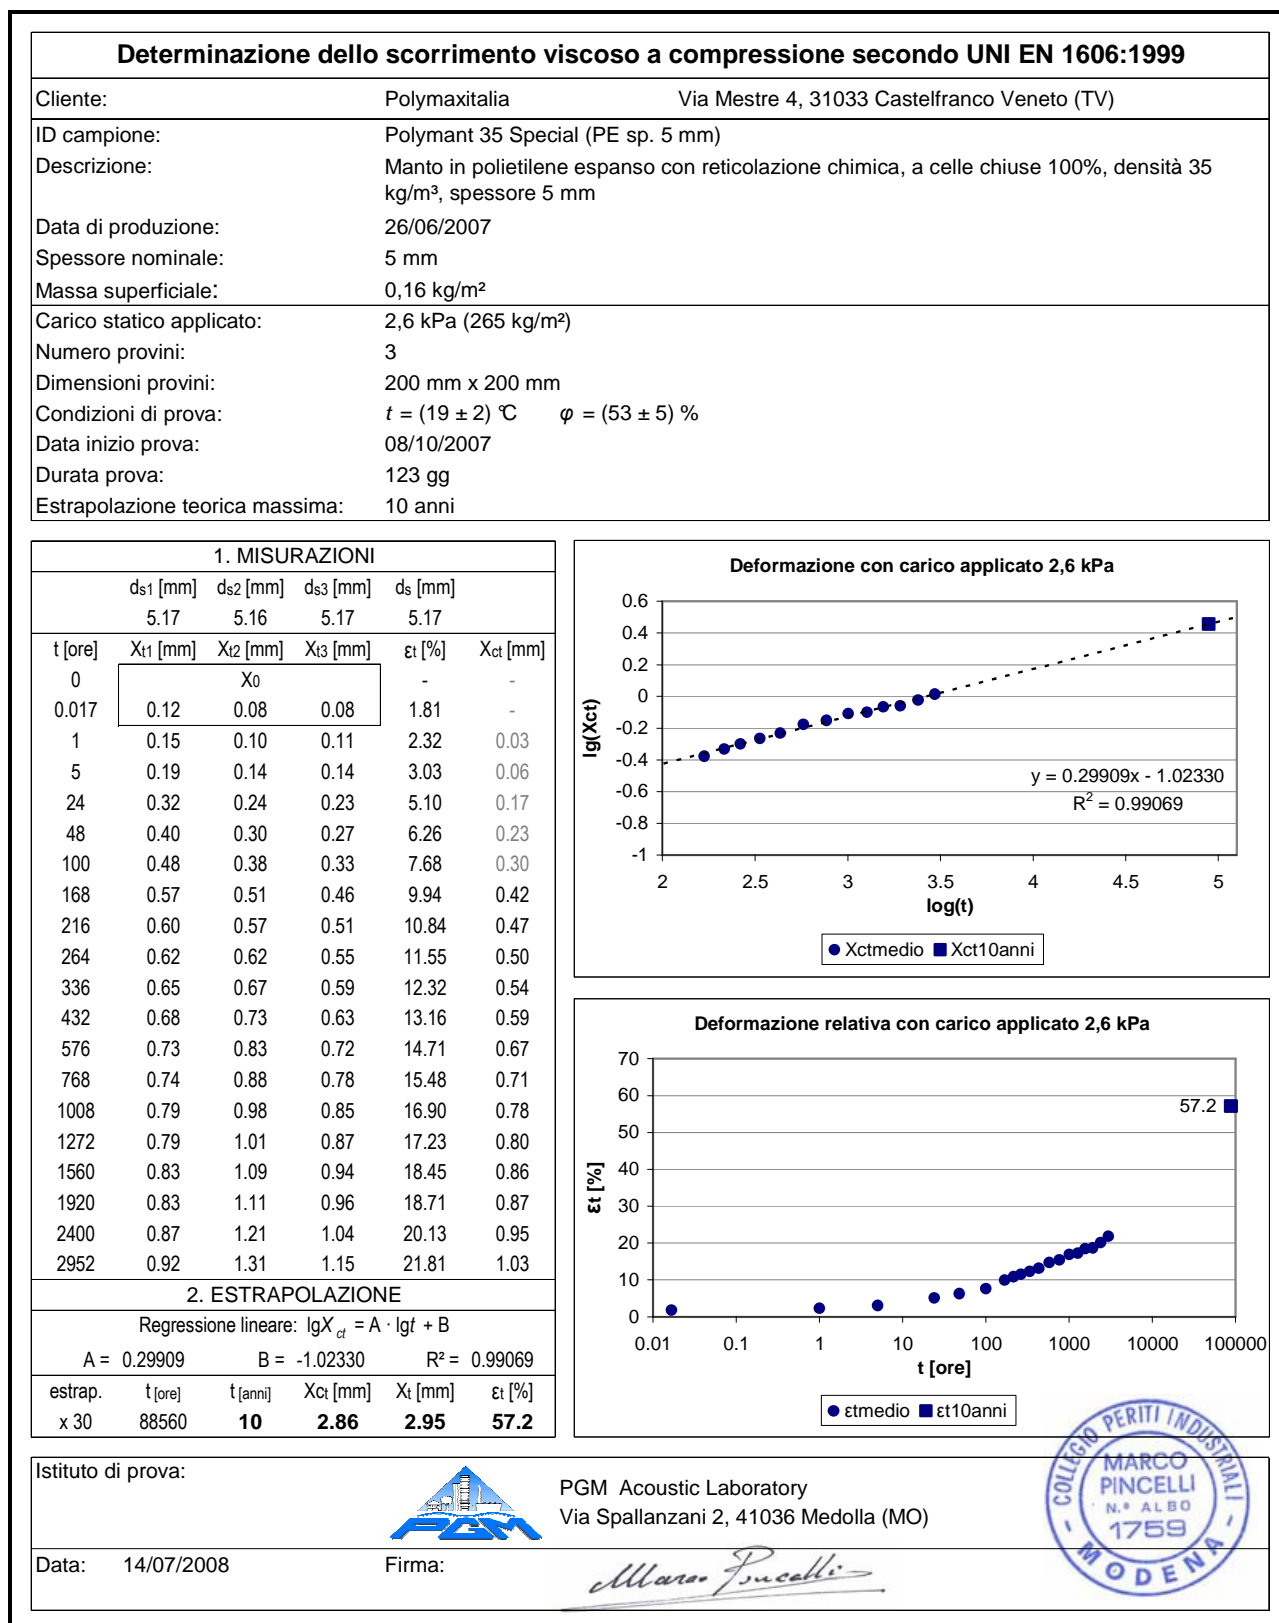 Determinazione dello scorrimento viscoso a compressione secondo UNI EN 1606:1999
Cliente: Polymaxitalia Via Mestre 4, 31033 Castelfranco Veneto (TV)
ID campione: Polymant 35 Special (PE sp. 5 mm)
Descrizione: Manto in polietilene espanso con reticolazione chimica, a celle chiuse 100%, densità 35
kg/m³, spessore 5 mm
Data di produzione: 26/06/2007
Spessore nominale: 5 mm
Massa superficiale: 0,16 kg/m²
Carico statico applicato: 2,6 kPa (265 kg/m²)
Numero provini: 3
Dimensioni provini: 200 mm x 200 mm
Condizioni di prova: t = (19 ± 2) °C φ = (53 ± 5) %
Data inizio prova: 08/10/2007
Durata prova: 123 gg
Estrapolazione teorica massima: 10 anni
1. MISURAZIONI
ds1 [mm] ds2 [mm] ds3 [mm] ds [mm]
5.17 5.16 5.17 5.17
t [ore] Xt1 [mm] Xt2 [mm] Xt3 [mm] εt [%] Xct [mm]
0 X0 - -
0.017 0.12 0.08 0.08 1.81 -
1 0.15 0.10 0.11 2.32 0.03
5 0.19 0.14 0.14 3.03 0.06
24 0.32 0.24 0.23 5.10 0.17
48 0.40 0.30 0.27 6.26 0.23
100 0.48 0.38 0.33 7.68 0.30
168 0.57 0.51 0.46 9.94 0.42
216 0.60 0.57 0.51 10.84 0.47
264 0.62 0.62 0.55 11.55 0.50
336 0.65 0.67 0.59 12.32 0.54
432 0.68 0.73 0.63 13.16 0.59
576 0.73 0.83 0.72 14.71 0.67
768 0.74 0.88 0.78 15.48 0.71
1008 0.79 0.98 0.85 16.90 0.78
1272 0.79 1.01 0.87 17.23 0.80
1560 0.83 1.09 0.94 18.45 0.86
1920 0.83 1.11 0.96 18.71 0.87
2400 0.87 1.21 1.04 20.13 0.95
2952 0.92 1.31 1.15 21.81 1.03
2. ESTRAPOLAZIONE
Regressione lineare: lgX ct = A · lgt + B
A = 0.29909 B = -1.02330 R² = 0.99069
estrap. t [ore] t [anni] Xct [mm] Xt [mm] εt [%]
x 30 88560 10 2.86 2.95 57.2
Deformazione con carico applicato 2,6 kPa
lg(Xct)
0.6
0.4
0.2
0
-0.2
-0.4
-0.6
-0.8
-1
y = 0.29909x - 1.02330
R² = 0.99069
2 2.5 3 3.5 4 4.5 5
log(t)
Xctmedio Xct10anni
Deformazione relativa con carico applicato 2,6 kPa
εt [%]
70
60
50
40
30
20
10
0
57.2
0.01 0.1 1 10 100 1000 10000 100000
t [ore]
εtmedio εt10anni
Istituto di prova:
PGM
PGM Acoustic Laboratory
Via Spallanzani 2, 41036 Medolla (MO)
Data: 14/07/2008 Firma:
Marco Pincelli
COLLEGIO PERITI INDUSTRIALI
MARCO
PINCELLI
N.° ALBO
1759
- MODENA -